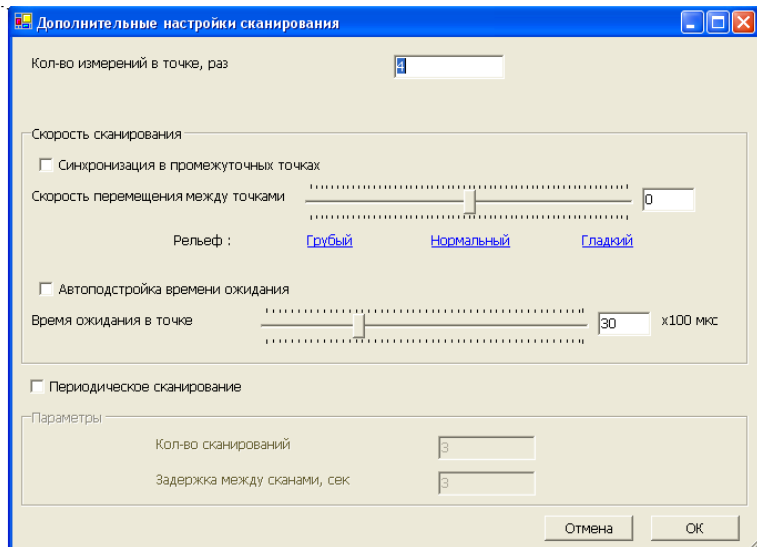 Дополнительные настройки сканирования
Кол-во измерений в точке, раз 4
Скорость сканирования
Синхронизация в промежуточных точках
Скорость перемещения между точками 0
Рельеф : Грубый Нормальный Гладкий
Автоподстройка времени ожидания
Время ожидания в точке 30 x100 мкс
Периодическое сканирование
Параметры
Кол-во сканирований 3
Задержка между сканами, сек 3
Отмена ОК